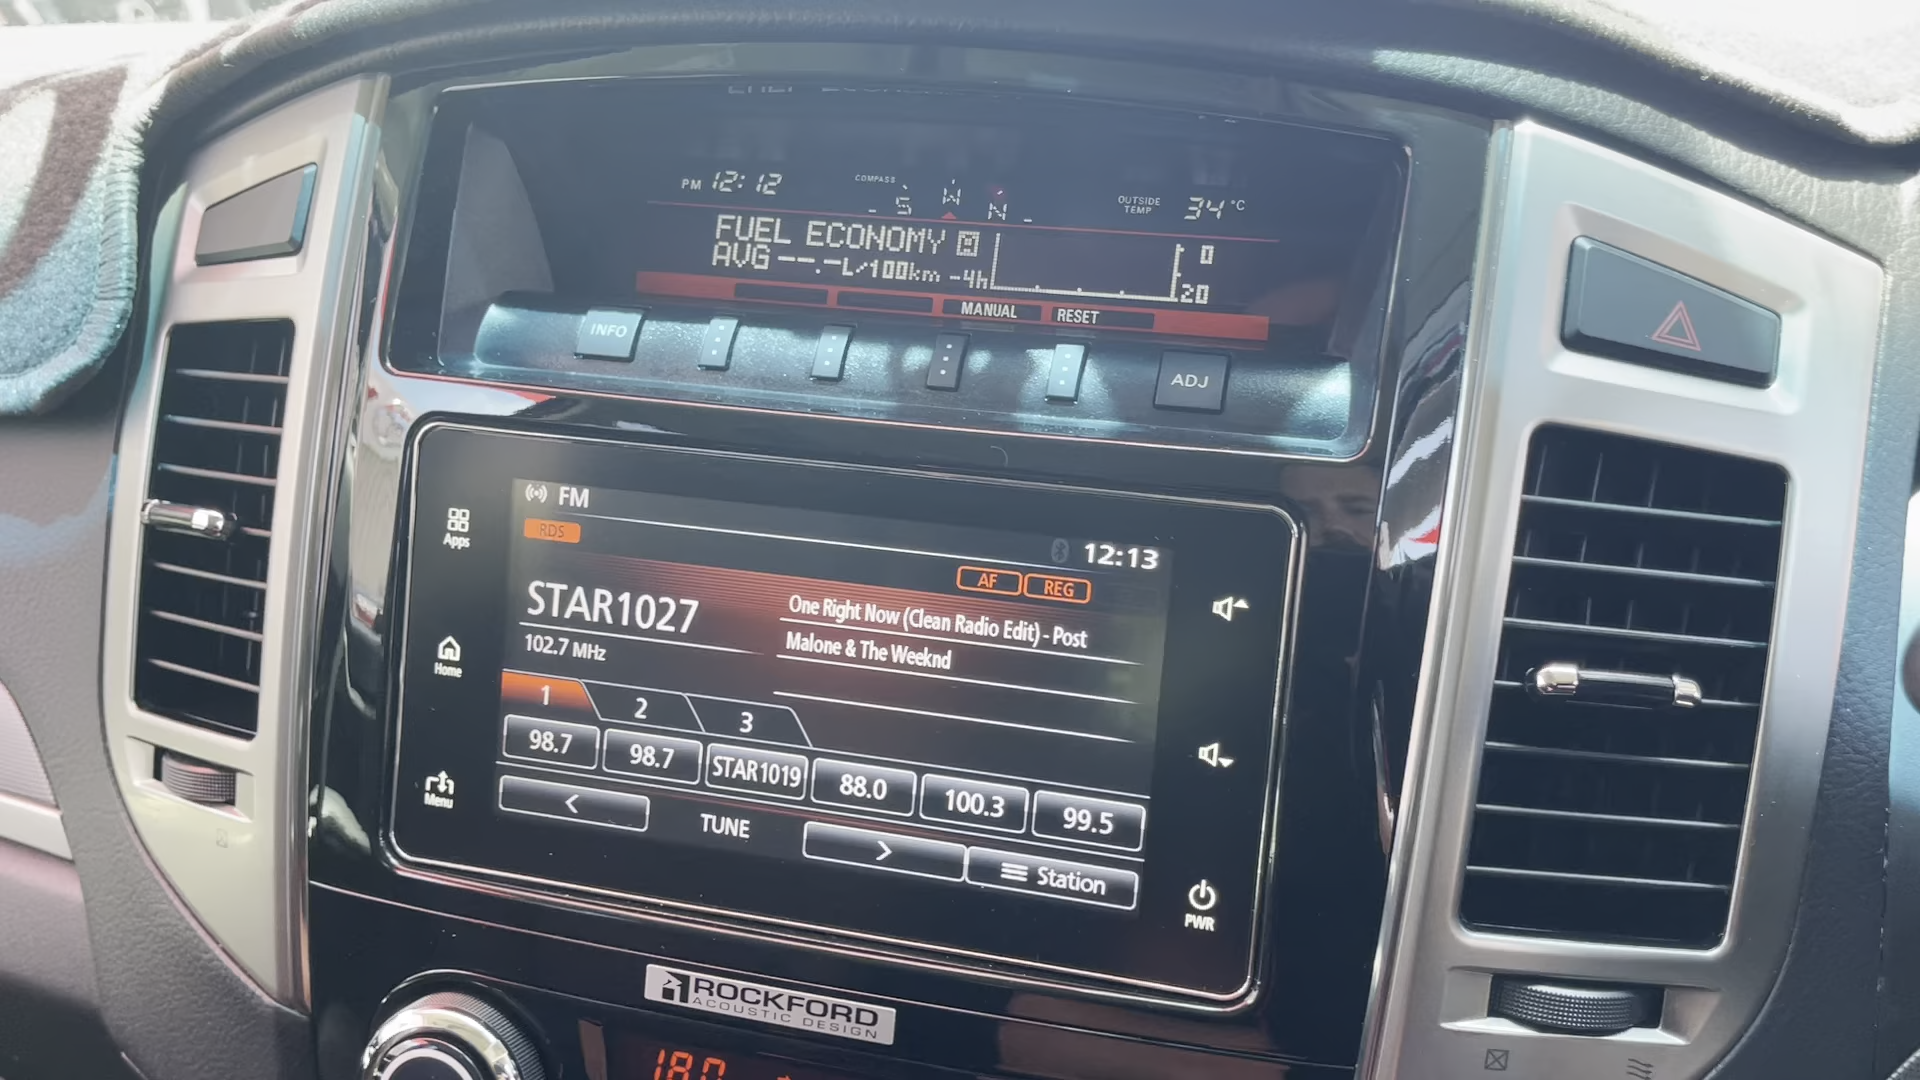 PM 12:12
COMPASS
S W N
OUTSIDE
TEMP
34°C
FUEL ECONOMY
AVG --.-L/100km -4h
0
20
MANUAL RESET
INFO
ADJ
FM
RDS
12:13
AF REG
STAR1027
102.7 MHz
One Right Now (Clean Radio Edit) - Post
Malone & The Weeknd
1 2 3
98.7 98.7 STAR1019 88.0 100.3 99.5
< TUNE > Station
Apps
Home
Menu
PWR
ROCKFORD
ACOUSTIC DESIGN
18.0